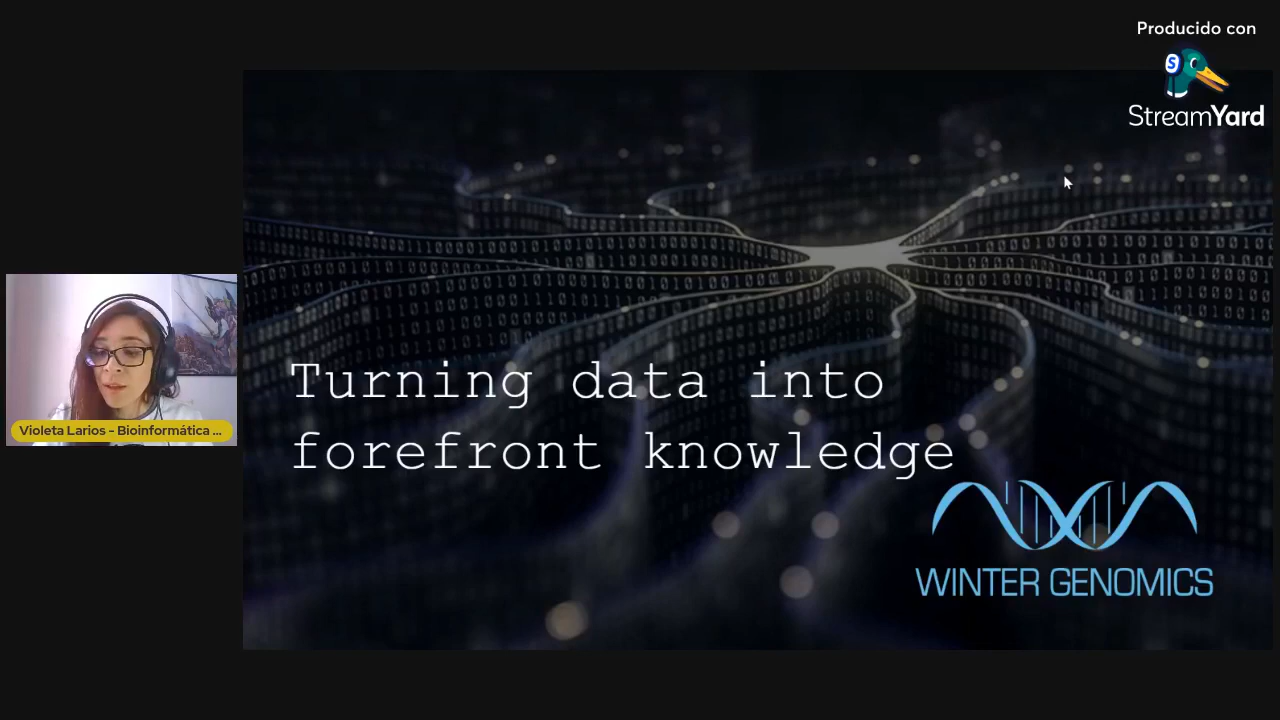 Producido con
StreamYard
Turning data into
forefront knowledge
WINTER GENOMICS
Violeta Larios - Bioinformática ...